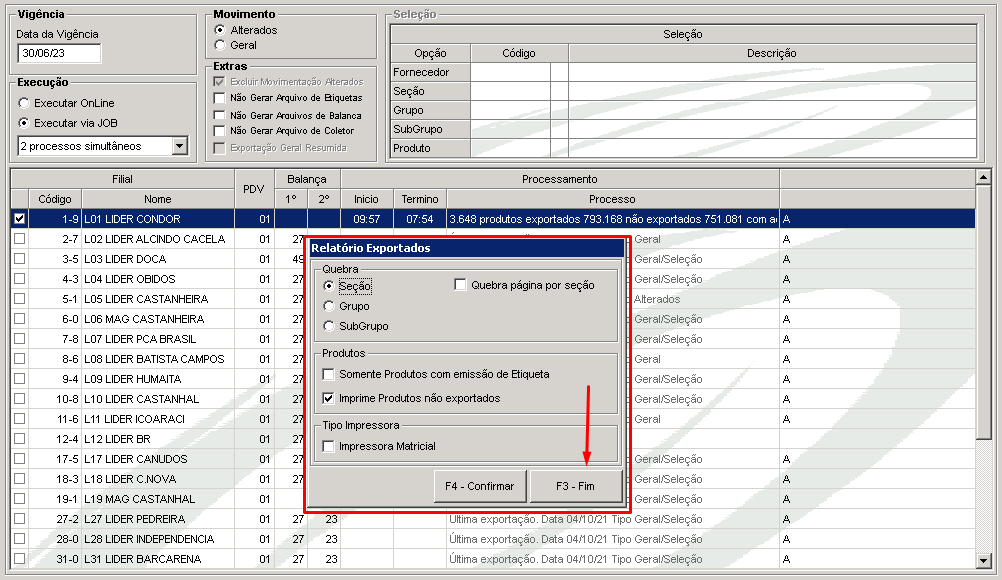 Vigência
Data da Vigência
30/06/23
Execução
Executar OnLine
Executar via JOB
2 processos simultâneos
Movimento
Alterados
Geral
Extras
Excluir Movimentação Alterados
Não Gerar Arquivo de Etiquetas
Não Gerar Arquivos de Balanca
Não Gerar Arquivo de Coletor
Exportação Geral Resumida
Seleção
Seleção
Opção Código Descrição
Fornecedor
Seção
Grupo
SubGrupo
Produto
Filial PDV Balança Processamento
Código Nome 1º 2º Inicio Termino Processo
1-9 L01 LIDER CONDOR 01 09:57 07:54 3.648 produtos exportados 793.168 não exportados 751.081 com A
2-7 L02 LIDER ALCINDO CACELA 01 27 Geral A
3-5 L03 LIDER DOCA 01 49 Geral/Seleção A
4-3 L04 LIDER OBIDOS 01 27 Geral/Seleção A
5-1 L05 LIDER CASTANHEIRA 01 27 Alterados A
6-0 L06 MAG CASTANHEIRA 01 27 Geral/Seleção A
7-8 L07 LIDER PCA BRASIL 01 27 Geral/Seleção A
8-6 L08 LIDER BATISTA CAMPOS 01 27 Geral A
9-4 L09 LIDER HUMAITA 01 27 Geral/Seleção A
10-8 L10 LIDER CASTANHAL 01 27 Geral/Seleção A
11-6 L11 LIDER ICOARACI 01 27 Geral A
12-4 L12 LIDER BR 01 27 A
17-5 L17 LIDER CANUDOS 01 27 Geral/Seleção A
18-3 L18 LIDER C.NOVA 01 27 Geral/Seleção A
19-1 L19 MAG CASTANHAL 01 Geral/Seleção A
27-2 L27 LIDER PEDREIRA 01 27 23 Última exportação. Data 04/10/21 Tipo Geral/Seleção A
28-0 L28 LIDER INDEPENDENCIA 01 27 23 Última exportação. Data 04/10/21 Tipo Geral/Seleção A
31-0 L31 LIDER BARCARENA 01 27 23 Última exportação. Data 04/10/21 Tipo Geral/Seleção A
Relatório Exportados
Quebra
Seção
Quebra página por seção
Grupo
SubGrupo
Produtos
Somente Produtos com emissão de Etiqueta
Imprime Produtos não exportados
Tipo Impressora
Impressora Matricial
F4 - Confirmar
F3 - Fim